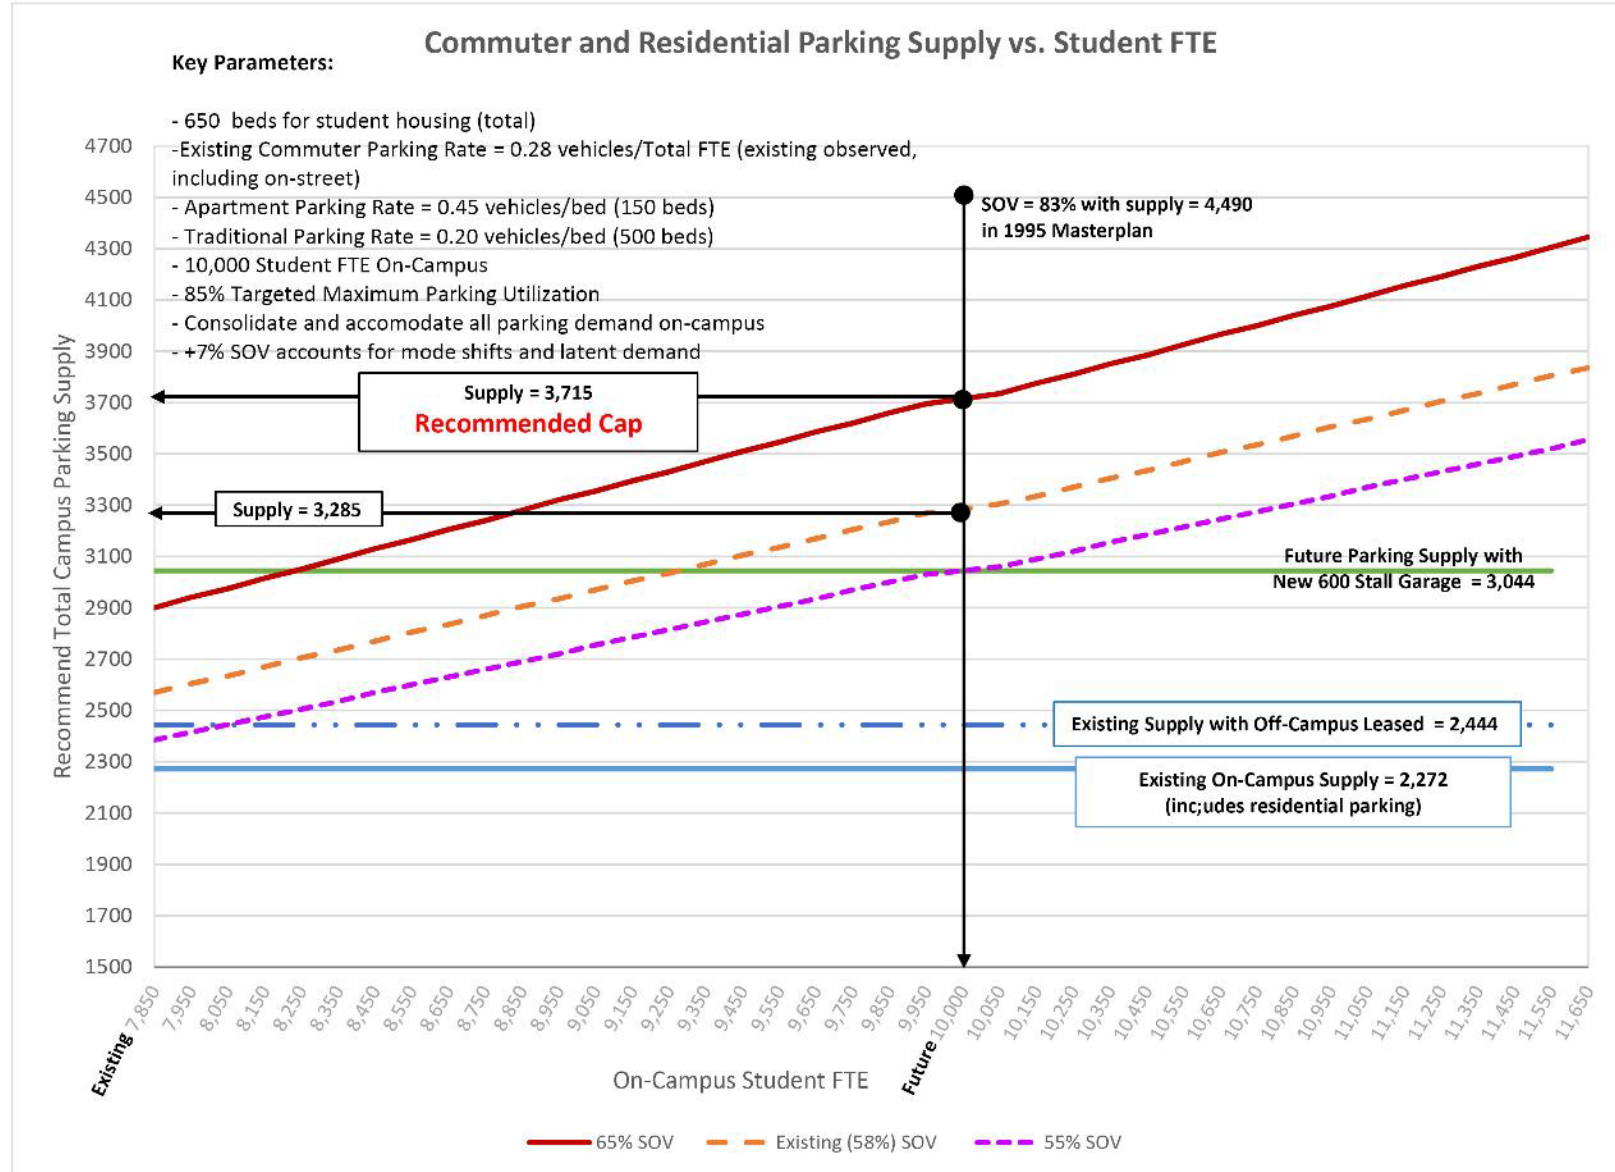 Commuter and Residential Parking Supply vs. Student FTE
Key Parameters:
- 650 beds for student housing (total)
-Existing Commuter Parking Rate = 0.28 vehicles/Total FTE (existing observed,
including on-street)
- Apartment Parking Rate = 0.45 vehicles/bed (150 beds)
- Traditional Parking Rate = 0.20 vehicles/bed (500 beds)
- 10,000 Student FTE On-Campus
- 85% Targeted Maximum Parking Utilization
- Consolidate and accomodate all parking demand on-campus
- +7% SOV accounts for mode shifts and latent demand
SOV = 83% with supply = 4,490
in 1995 Masterplan
Supply = 3,715
Recommended Cap
Supply = 3,285
Future Parking Supply with
New 600 Stall Garage = 3,044
Existing Supply with Off-Campus Leased = 2,444
Existing On-Campus Supply = 2,272
(inc;udes residential parking)
Recommend Total Campus Parking Supply
4700
4500
4300
4100
3900
3700
3500
3300
3100
2900
2700
2500
2300
2100
1900
1700
1500
Existing
7,850
7,950
8,050
8,150
8,250
8,350
8,450
8,550
8,650
8,750
8,850
8,950
9,050
9,150
9,250
9,350
9,450
9,550
9,650
9,750
9,850
9,950
Future
10,000
10,050
10,150
10,250
10,350
10,450
10,550
10,650
10,750
10,850
10,950
11,050
11,150
11,250
11,350
11,450
11,550
11,650
On-Campus Student FTE
65% SOV
Existing (58%) SOV
55% SOV